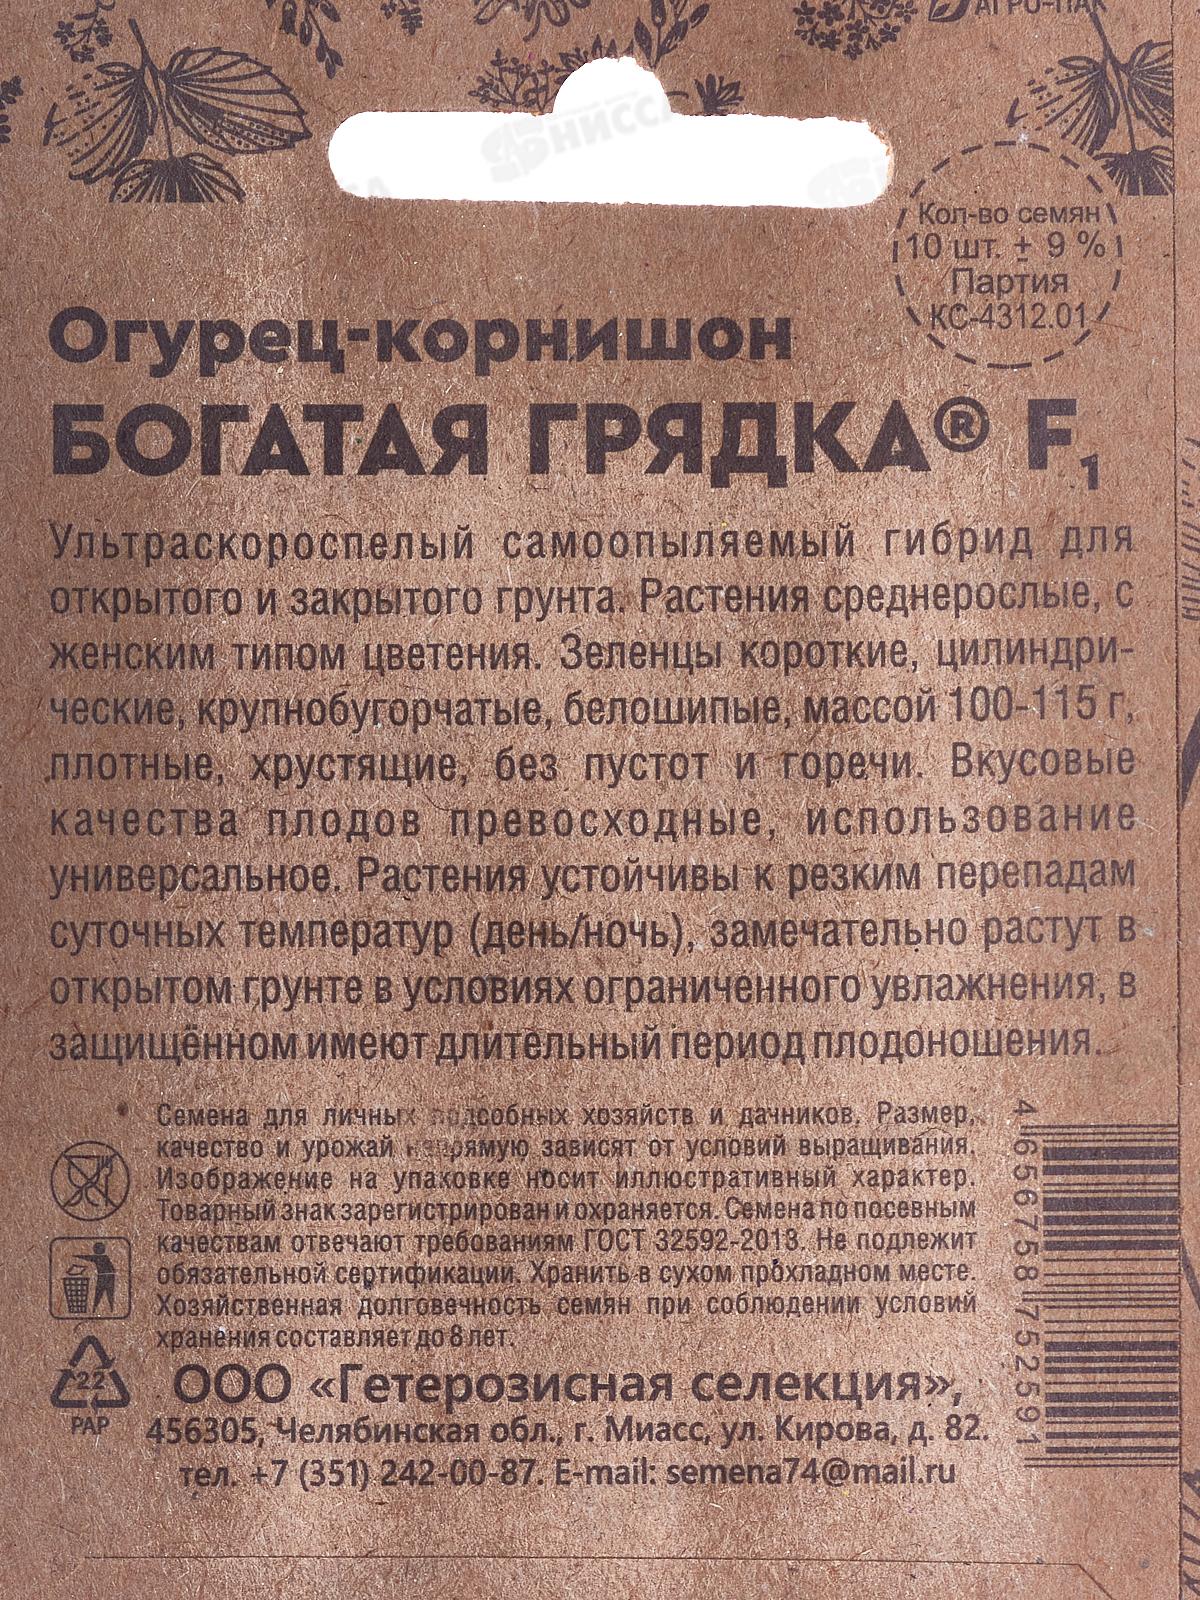 АГРО-ПАК
Кол-во семян
10 шт. ± 9 %
Партия
КС-4312.01
Огурец-корнишон
БОГАТАЯ ГРЯДКА® F1
Ультраскороспелый самоопыляемый гибрид для
открытого и закрытого грунта. Растения среднерослые, с
женским типом цветения. Зеленцы короткие, цилиндри-
ческие, крупнобугорчатые, белошипые, массой 100-115 г,
плотные, хрустящие, без пустот и горечи. Вкусовые
качества плодов превосходные, использование
универсальное. Растения устойчивы к резким перепадам
суточных температур (день/ночь), замечательно растут в
открытом грунте в условиях ограниченного увлажнения, в
защищённом имеют длительный период плодоношения.
Семена для личных подсобных хозяйств и дачников. Размер,
качество и урожай напрямую зависят от условий выращивания.
Изображение на упаковке носит иллюстративный характер.
Товарный знак зарегистрирован и охраняется. Семена по посевным
качествам отвечают требованиям ГОСТ 32592-2013. Не подлежит
обязательной сертификации. Хранить в сухом прохладном месте.
Хозяйственная долговечность семян при соблюдении условий
хранения составляет до 8 лет.
22
PAP
ООО «Гетерозисная селекция»,
456305, Челябинская обл., г. Миасс, ул. Кирова, д. 82.
тел. +7 (351) 242-00-87. E-mail: semena74@mail.ru
4 656758 752591